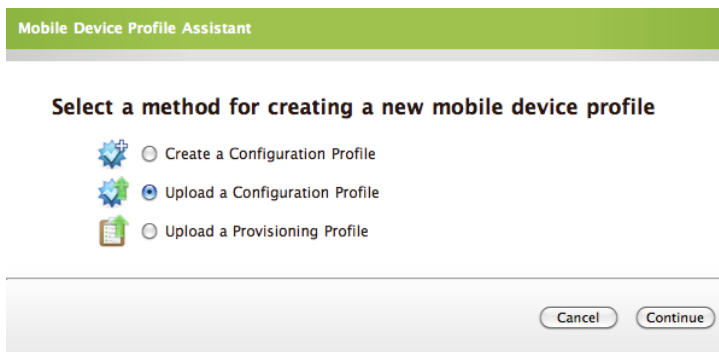 Mobile Device Profile Assistant
Select a method for creating a new mobile device profile
Create a Configuration Profile
Upload a Configuration Profile
Upload a Provisioning Profile
Cancel Continue